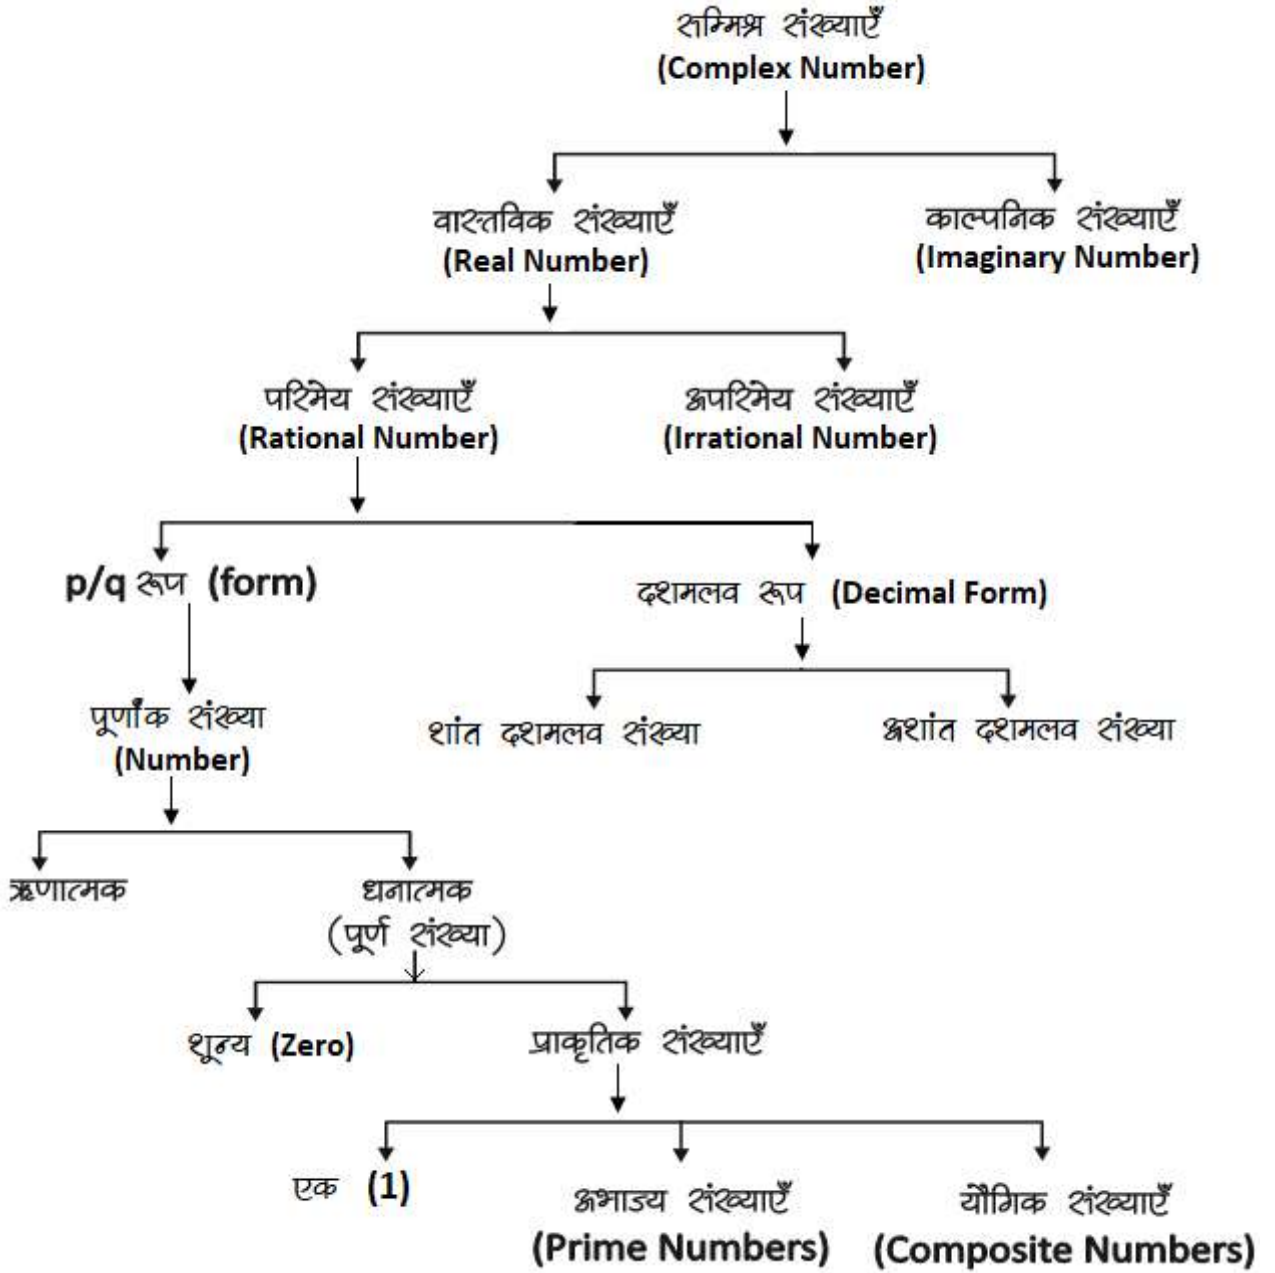 सम्मिश्र संख्याएँ
(Complex Number)
वास्तविक संख्याएँ
(Real Number)
काल्पनिक संख्याएँ
(Imaginary Number)
परिमेय संख्याएँ
(Rational Number)
अपरिमेय संख्याएँ
(Irrational Number)
p/q रूप (form)
दशमलव रूप (Decimal Form)
पूर्णांक संख्या
(Number)
शांत दशमलव संख्या
अशांत दशमलव संख्या
ऋणात्मक
धनात्मक
(पूर्ण संख्या)
शून्य (Zero)
प्राकृतिक संख्याएँ
एक (1)
अभाज्य संख्याएँ
(Prime Numbers)
यौगिक संख्याएँ
(Composite Numbers)